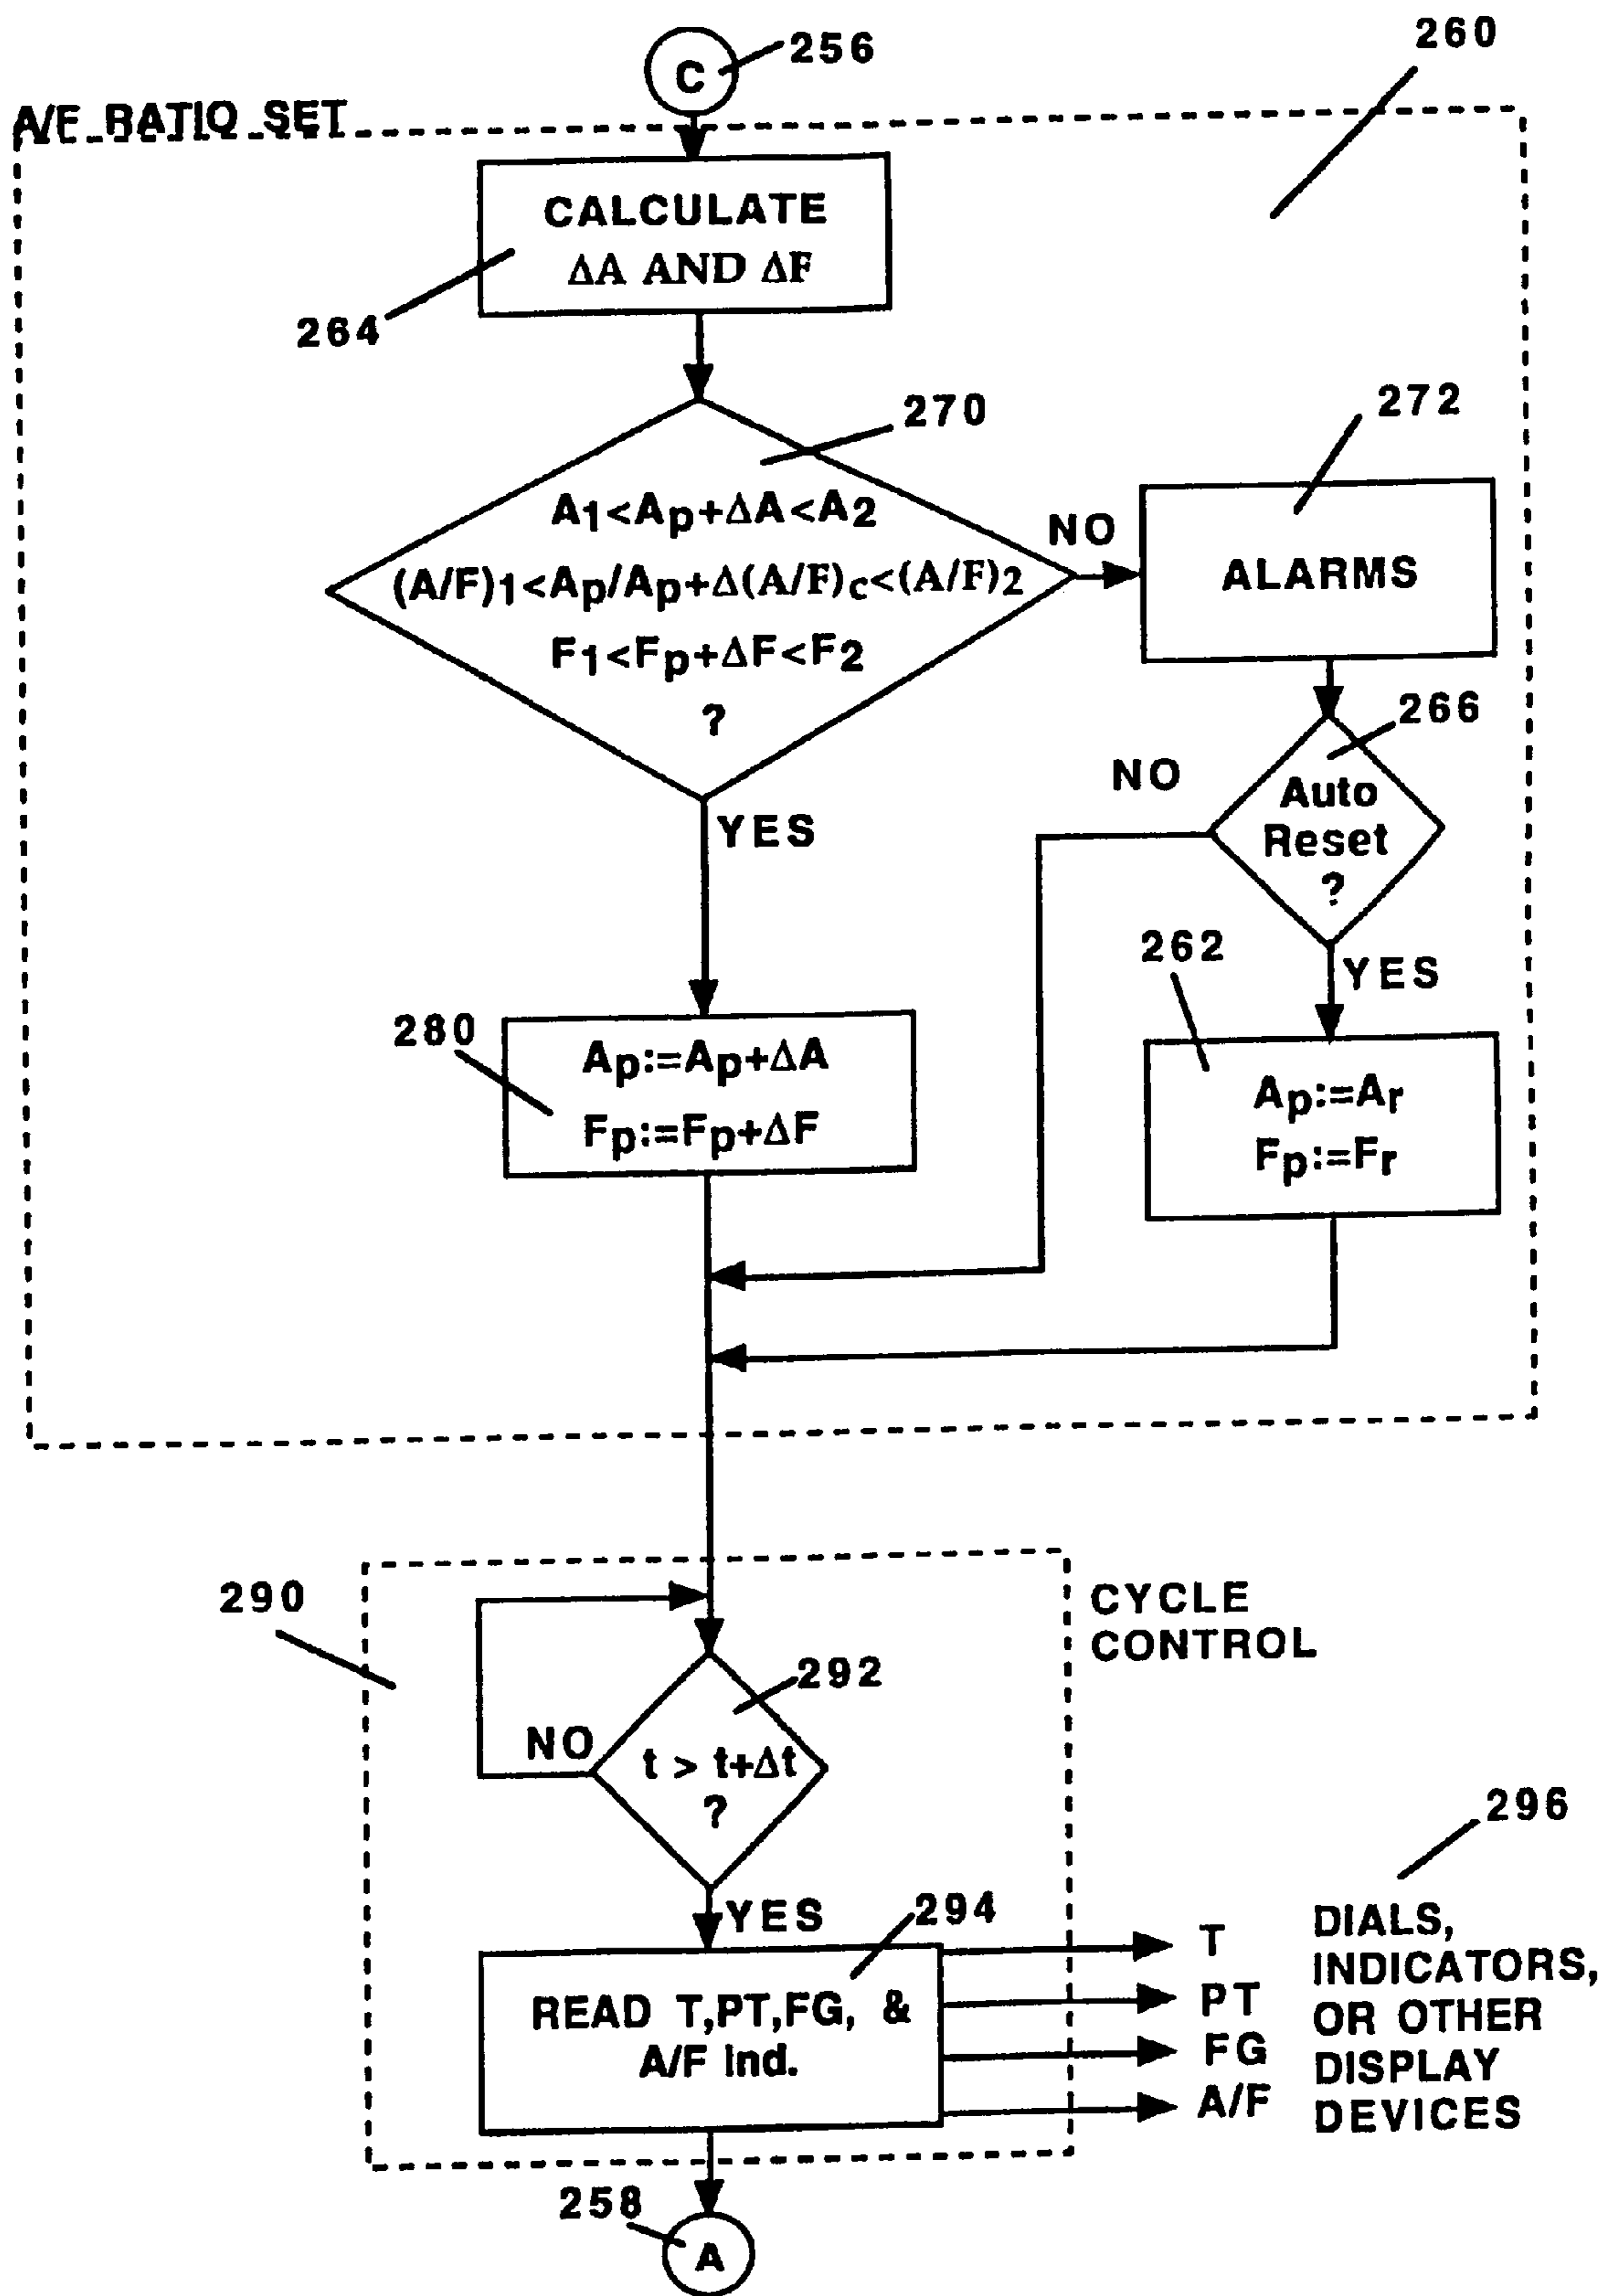 C
256
260
A/F RATIO SET
CALCULATE
ΔA AND ΔF
264
270
272
A1<Ap+ΔA<A2
(A/F)1<Ap/Ap+Δ(A/F)c<(A/F)2
F1<Fp+ΔF<F2
?
NO
ALARMS
266
NO
Auto
Reset
?
YES
262
YES
280
Ap:=Ap+ΔA
Fp:=Fp+ΔF
Ap:=Ar
Fp:=Fr
290
CYCLE
CONTROL
292
NO
t > t+Δt
?
296
YES
294
READ T,PT,FG, &
A/F Ind.
T
PT
FG
A/F
DIALS,
INDICATORS,
OR OTHER
DISPLAY
DEVICES
258
A